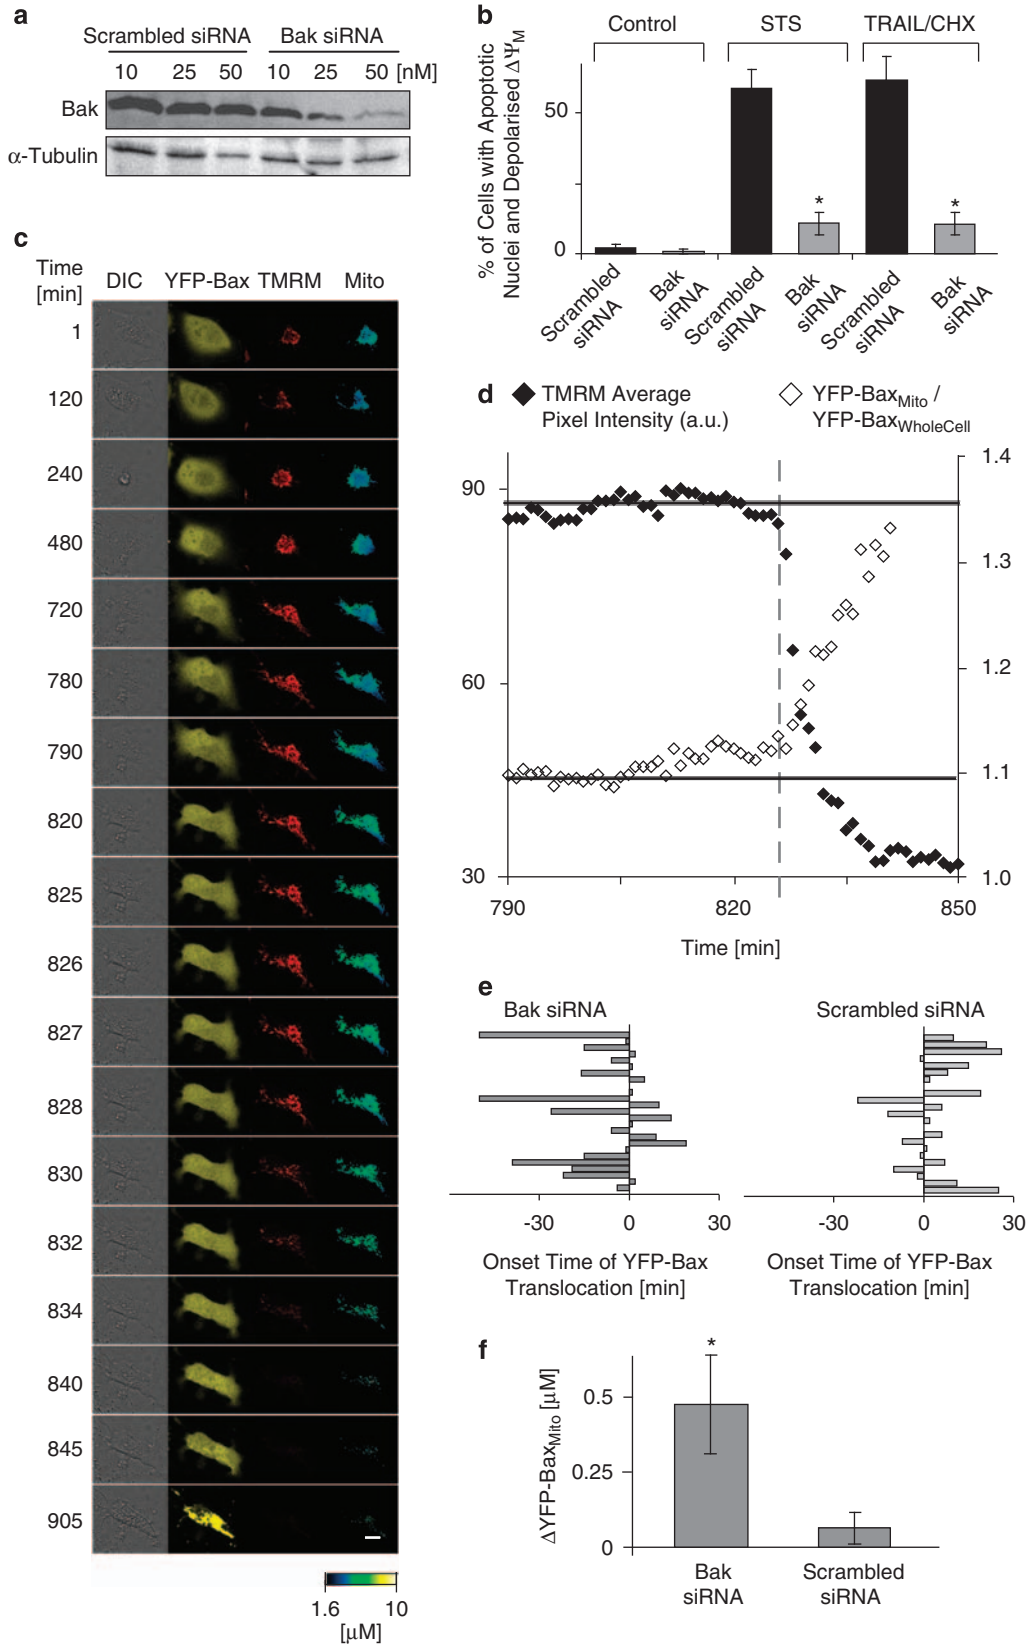 a
Scrambled siRNA Bak siRNA
10 25 50 10 25 50 [nM]
Bak
α-Tubulin
b
Control STS TRAIL/CHX
% of Cells with Apoptotic
Nuclei and Depolarised ΔΨM
50
0
* *
Scrambled siRNA
Bak siRNA
Scrambled siRNA
Bak siRNA
Scrambled siRNA
Bak siRNA
c
Time [min]
DIC YFP-Bax TMRM Mito
1
120
240
480
720
780
790
820
825
826
827
828
830
832
834
840
845
905
1.6 10
[μM]
d
TMRM Average
Pixel Intensity (a.u.)
YFP-BaxMito /
YFP-BaxWholeCell
90
60
30
1.4
1.3
1.2
1.1
1.0
790 820 850
Time [min]
e
Bak siRNA
Scrambled siRNA
-30 0 30
-30 0 30
Onset Time of YFP-Bax
Translocation [min]
Onset Time of YFP-Bax
Translocation [min]
f
ΔYFP-BaxMito [μM]
*
0.5
0.25
0
Bak
siRNA
Scrambled
siRNA